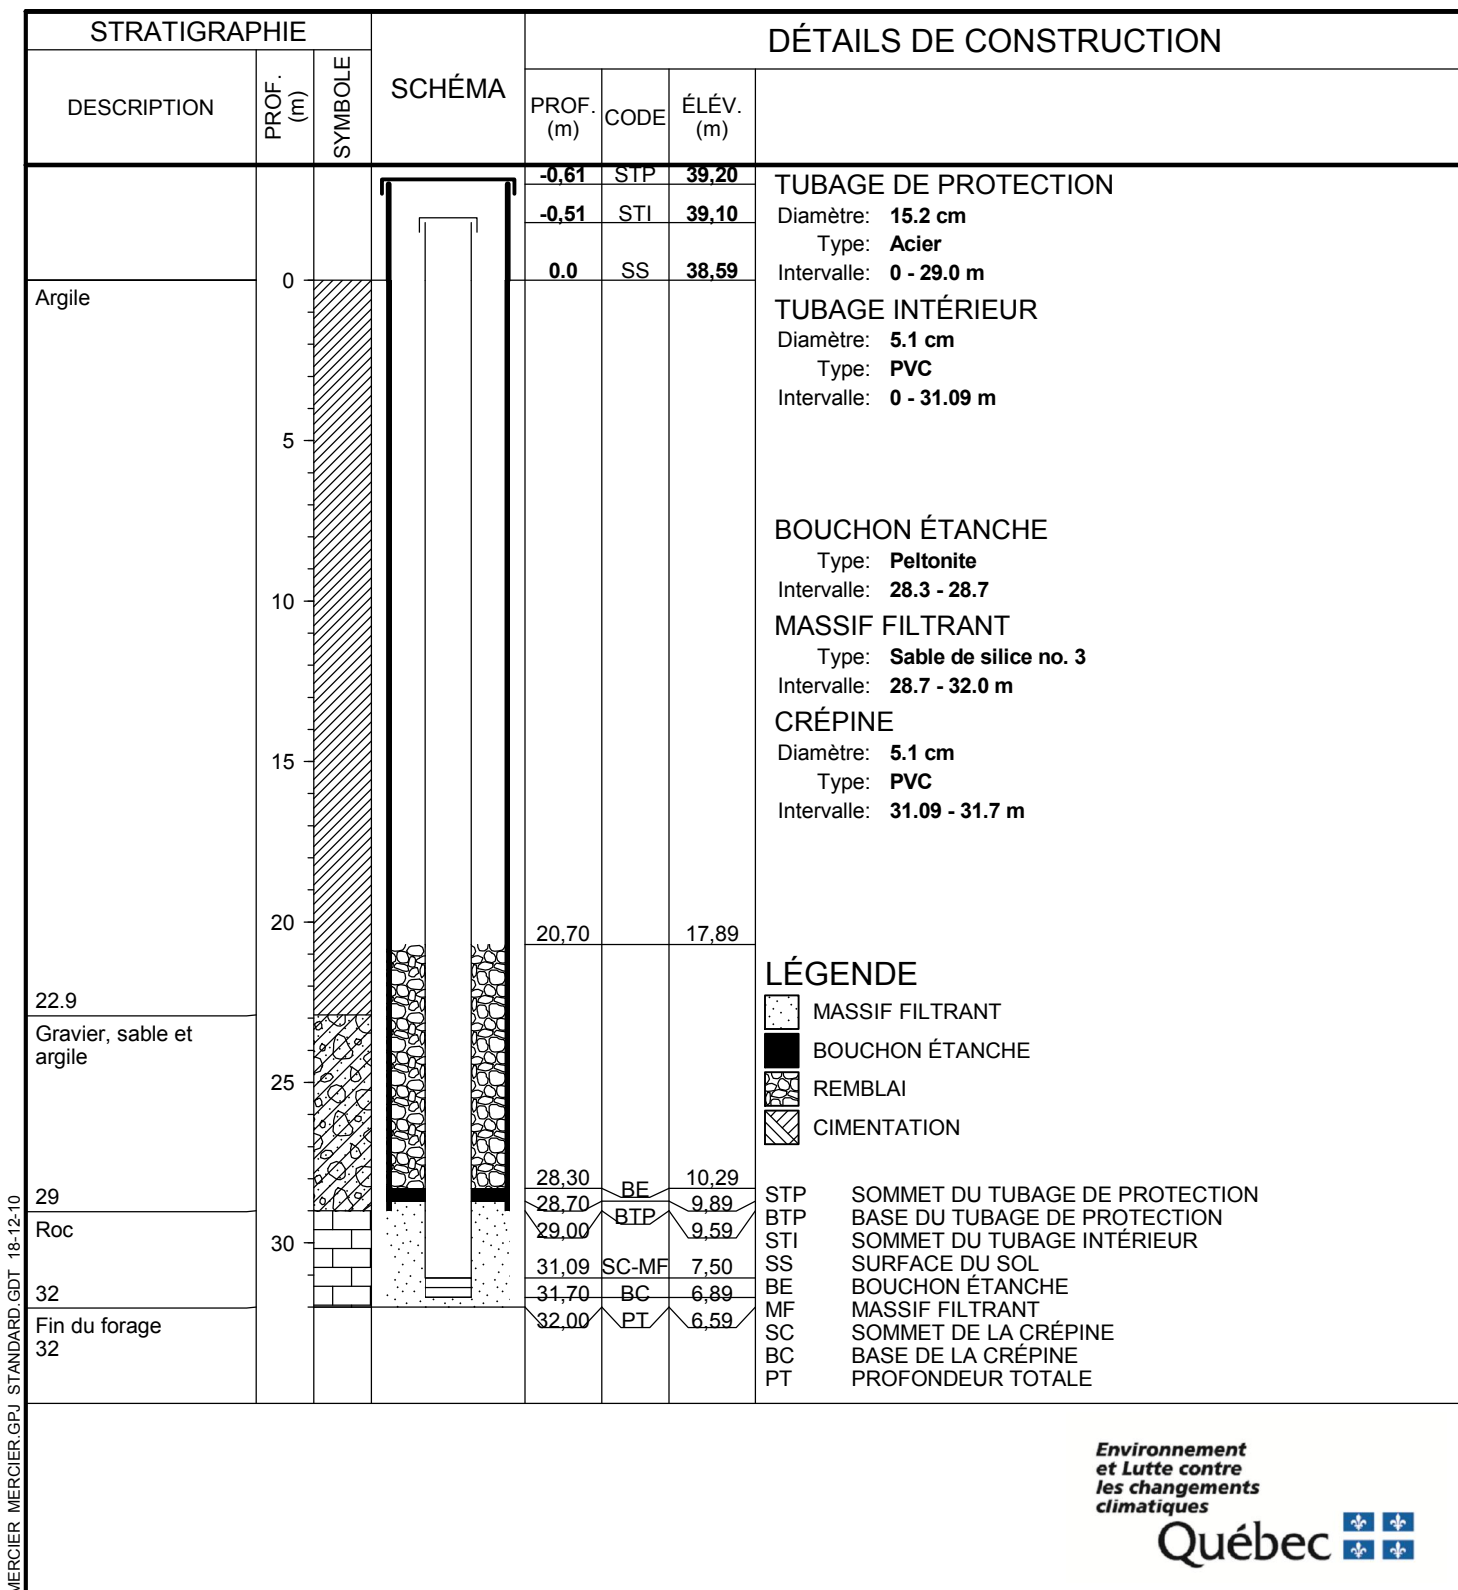 STRATIGRAPHIE
DESCRIPTION
PROF. (m)
SYMBOLE
SCHÉMA
DÉTAILS DE CONSTRUCTION
PROF. (m)
CODE
ÉLÉV. (m)
-0,61 STP 39,20
-0,51 STI 39,10
0.0 SS 38,59
20,70 17,89
28,30 BE 10,29
28,70 9,89
BTP
29,00 9,59
31,09 SC-MF 7,50
31,70 BC 6,89
32,00 PT 6,59
Argile
22.9
Gravier, sable et
argile
29
Roc
32
Fin du forage
32
0
5
10
15
20
25
30
TUBAGE DE PROTECTION
Diamètre: 15.2 cm
Type: Acier
Intervalle: 0 - 29.0 m
TUBAGE INTÉRIEUR
Diamètre: 5.1 cm
Type: PVC
Intervalle: 0 - 31.09 m
BOUCHON ÉTANCHE
Type: Peltonite
Intervalle: 28.3 - 28.7
MASSIF FILTRANT
Type: Sable de silice no. 3
Intervalle: 28.7 - 32.0 m
CRÉPINE
Diamètre: 5.1 cm
Type: PVC
Intervalle: 31.09 - 31.7 m
LÉGENDE
MASSIF FILTRANT
BOUCHON ÉTANCHE
REMBLAI
CIMENTATION
STP SOMMET DU TUBAGE DE PROTECTION
BTP BASE DU TUBAGE DE PROTECTION
STI SOMMET DU TUBAGE INTÉRIEUR
SS SURFACE DU SOL
BE BOUCHON ÉTANCHE
MF MASSIF FILTRANT
SC SOMMET DE LA CRÉPINE
BC BASE DE LA CRÉPINE
PT PROFONDEUR TOTALE
MERCIER MERCIER.GPJ STANDARD.GDT 18-12-10
Environnement
et Lutte contre
les changements
climatiques
Québec